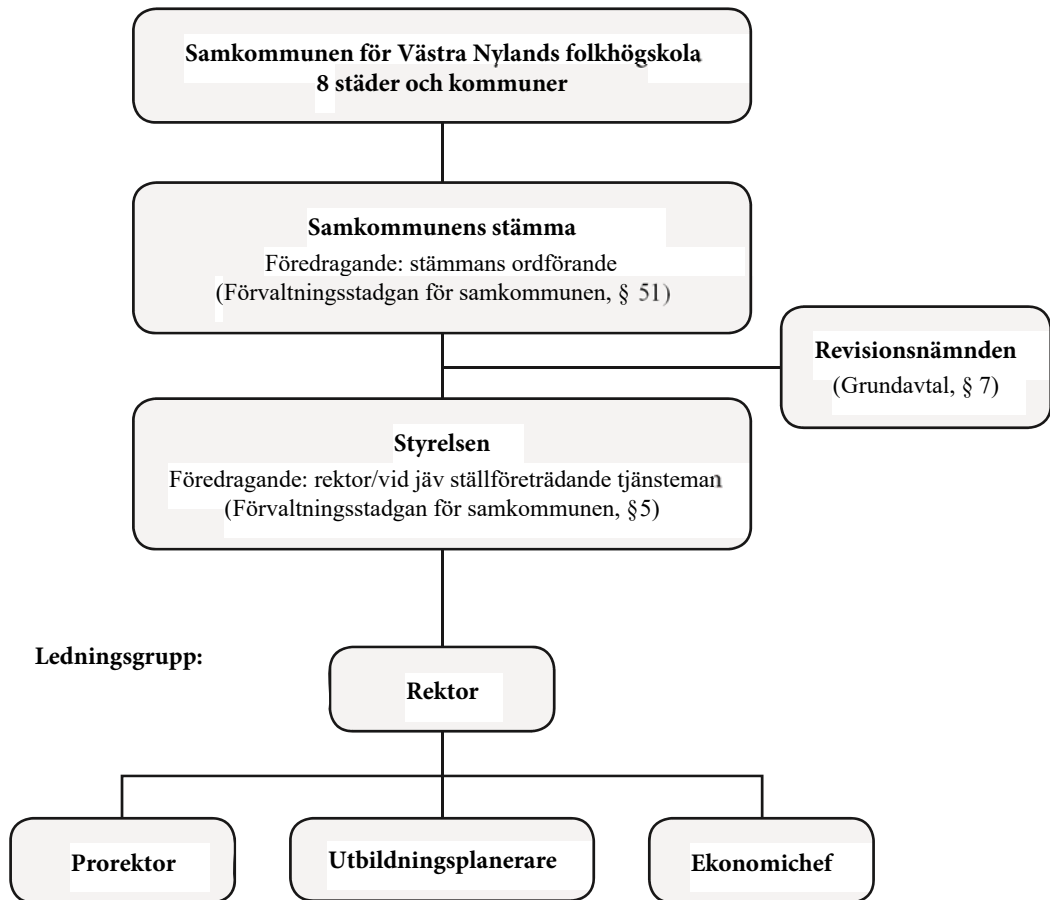 Samkommunen för Västra Nylands folkhögskola
8 städer och kommuner
Samkommunens stämma
Föredragande: stämmans ordförande
(Förvaltningsstadgan för samkommunen, § 51)
Revisionsnämnden
(Grundavtal, § 7)
Styrelsen
Föredragande: rektor/vid jäv ställföreträdande tjänsteman
(Förvaltningsstadgan för samkommunen, §5)
Ledningsgrupp:
Rektor
Prorektor
Utbildningsplanerare
Ekonomichef